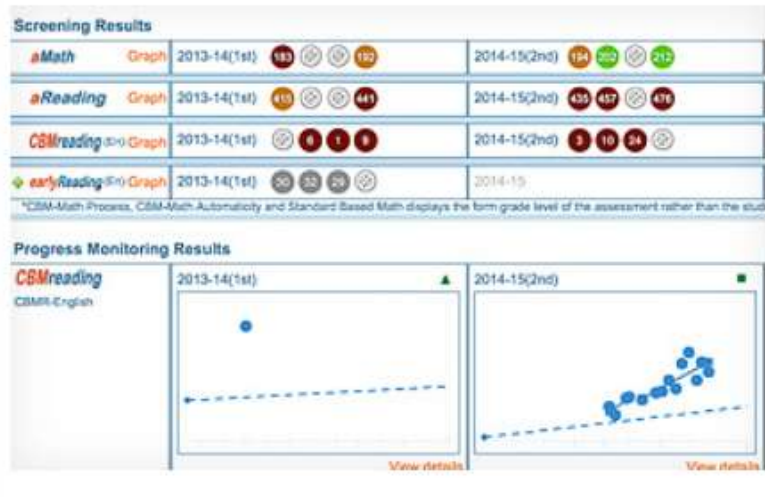 Screening Results
aMath Graph 2013-14(1st) 183 192 2014-15(2nd) 194 202 212
aReading Graph 2013-14(1st) 415 441 2014-15(2nd) 435 457 476
CBMreading (En) Graph 2013-14(1st) 6 1 9 2014-15(2nd) 3 10 24
earlyReading (En) Graph 2013-14(1st) 30 32 29 2014-15
*CBM-Math Process, CBM-Math Automaticity and Standard Based Math displays the form grade level of the assessment rather than the stud
Progress Monitoring Results
CBMreading 2013-14(1st) 2014-15(2nd)
CBMR-English
View details View details